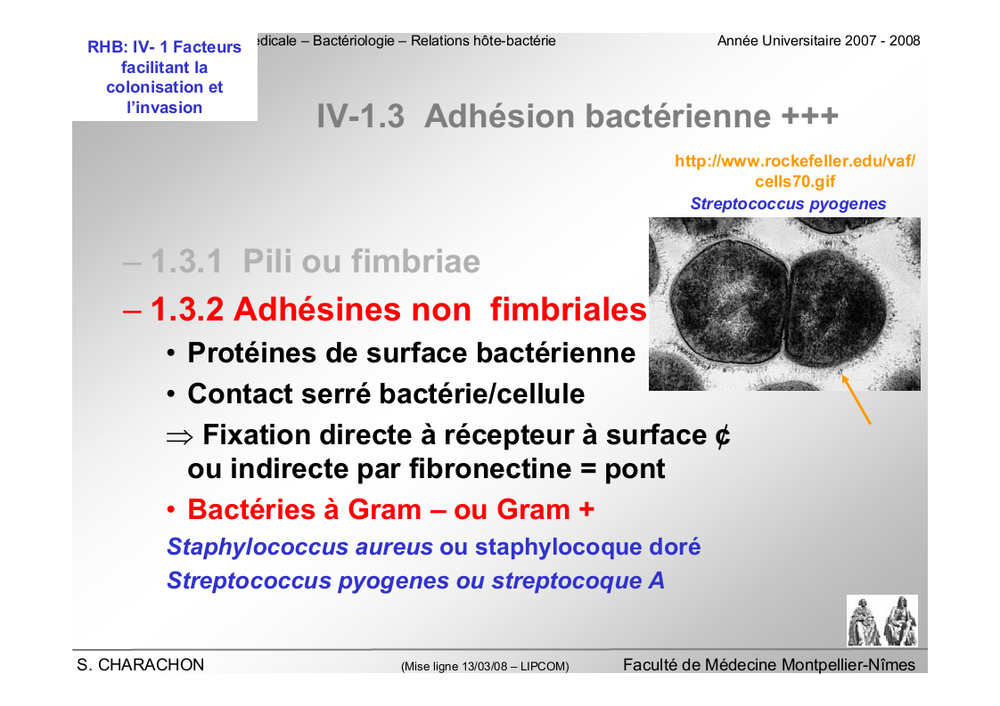 RHB: IV- 1 Facteurs
facilitant la
colonisation et
l'invasion
edicale – Bactériologie – Relations hôte-bactérie
Année Universitaire 2007 - 2008
IV-1.3 Adhésion bactérienne +++
http://www.rockefeller.edu/vaf/
cells70.gif
Streptococcus pyogenes
– 1.3.1 Pili ou fimbriae
– 1.3.2 Adhésines non fimbriales
• Protéines de surface bactérienne
• Contact serré bactérie/cellule
⇒ Fixation directe à récepteur à surface ¢
ou indirecte par fibronectine = pont
• Bactéries à Gram – ou Gram +
Staphylococcus aureus ou staphylocoque doré
Streptococcus pyogenes ou streptocoque A
S. CHARACHON
(Mise ligne 13/03/08 – LIPCOM)
Faculté de Médecine Montpellier-Nîmes